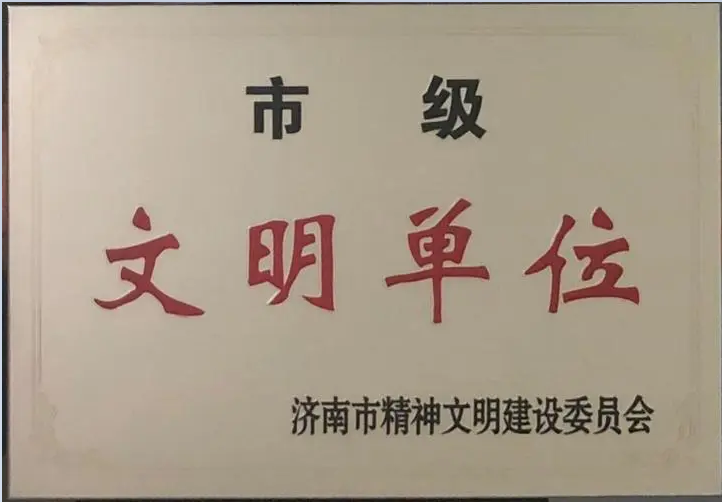 市级
文明单位
济南市精神文明建设委员会